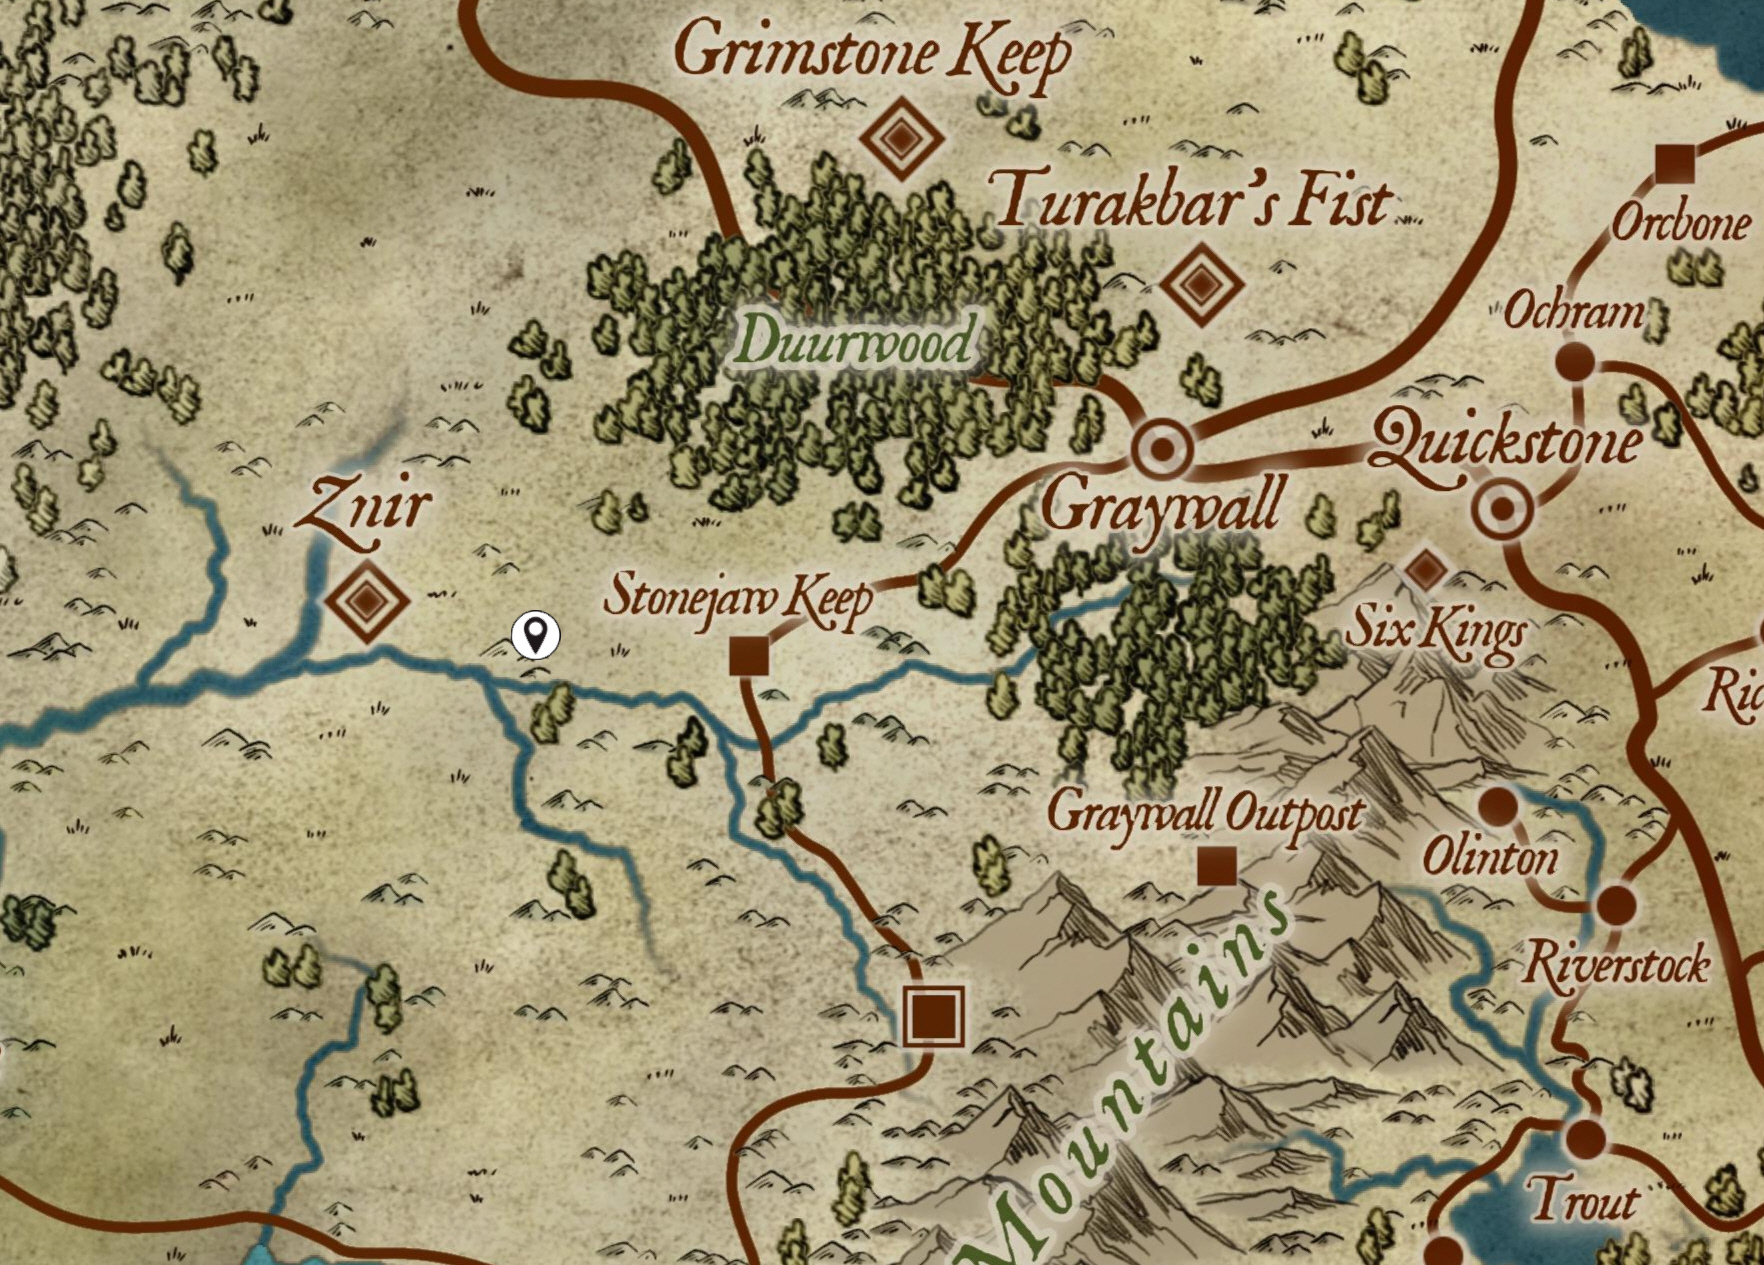 Grimstone Keep
Turakbar's Fist
Orcbone
Ochram
Duurwood
Quickstone
Znir
Graywall
Stonejaw Keep
Six Kings
Graywall Outpost
Olinton
Riverstock
Mountains
Trout